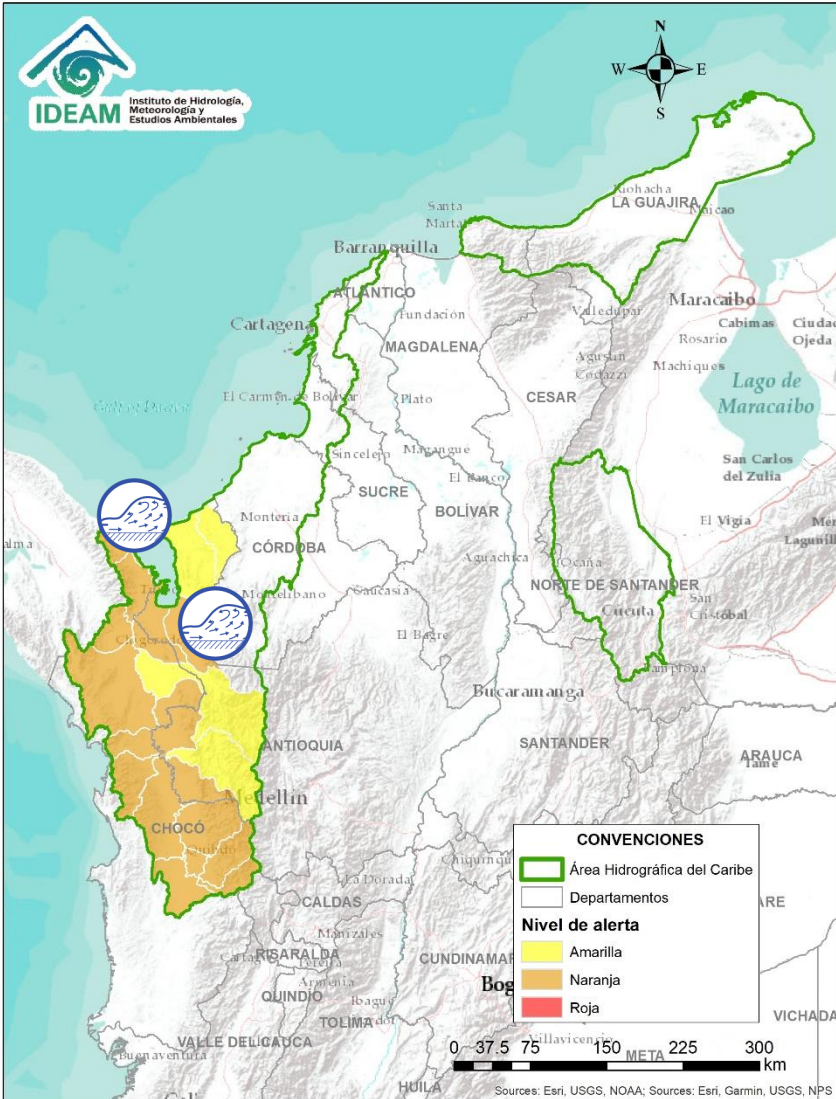 IDEAM
Instituto de Hidrología,
Meteorología y
Estudios Ambientales
N
W
E
S
Santa
Marta
LA GUAJIRA
Maicao
Barranquilla
ATLÁNTICO
Fundación
Valledupar
Maracaibo
Cabimas
Ciudad
Ojeda
Cartagena
MAGDALENA
Rosario
Machiques
Agustín
Codazzi
CESAR
Lago de
Maracaibo
El Carmen de Bolívar
Plato
Sincelejo
Magangue
El Banco
San Carlos
del Zulia
SUCRE
BOLÍVAR
Montería
CÓRDOBA
El Vigía
Aguachica
Ocaña
NORTE DE SANTANDER
Montelíbano
Caucasia
Cúcuta
San
Cristóbal
El Bagre
Pamplona
Bucaramanga
ANTIOQUIA
SANTANDER
ARAUCA
Tame
Medellín
CHOCÓ
Quibdó
La Dorada
CALDAS
Manizales
RISARALDA
Pereira
Armenia
QUINDÍO
Ibagué
TOLIMA
VALLE DEL CAUCA
Buenaventura
Villavicencio
META
VICHADA
HUILA
CONVENCIONES
Área Hidrográfica del Caribe
Departamentos
Nivel de alerta
Amarilla
Naranja
Roja
0 37.5 75 150 225 300
km
Sources: Esri, USGS, NOAA; Sources: Esri, Garmin, USGS, NPS